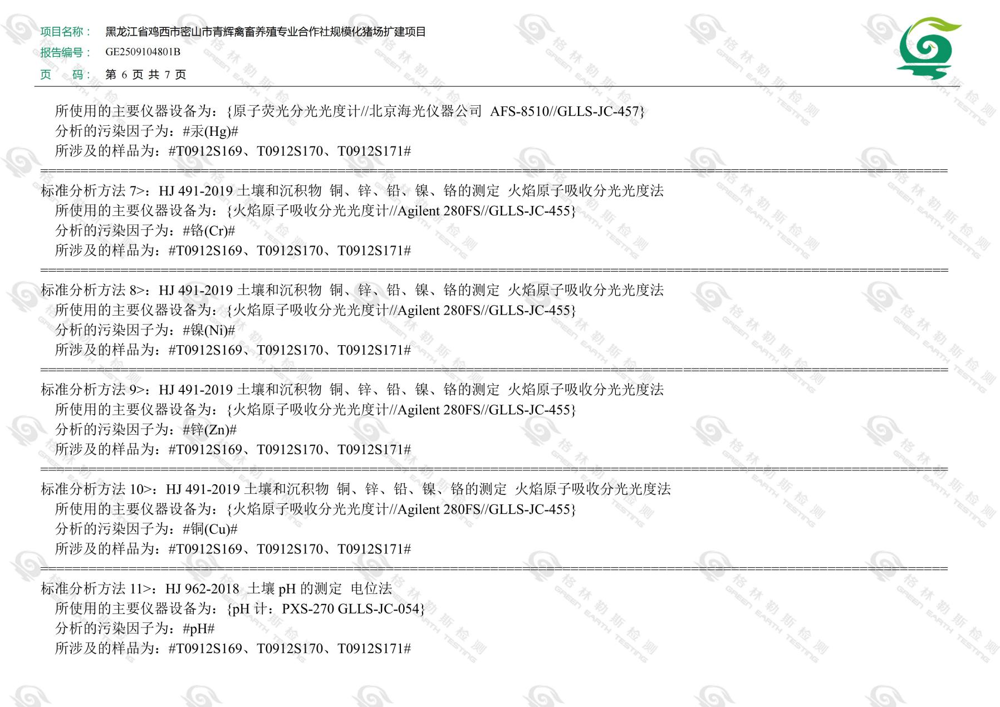 项目名称： 黑龙江省鸡西市密山市青辉禽畜养殖专业合作社规模化猪场扩建项目
报告编号： GE2509104801B
页 码： 第 6 页 共 7 页
所使用的主要仪器设备为：{原子荧光分光光度计//北京海光仪器公司 AFS-8510//GLLS-JC-457}
分析的污染因子为：#汞(Hg)#
所涉及的样品为：#T0912S169、T0912S170、T0912S171#
标准分析方法 7>：HJ 491-2019 土壤和沉积物 铜、锌、铅、镍、铬的测定 火焰原子吸收分光光度法
所使用的主要仪器设备为：{火焰原子吸收分光光度计//Agilent 280FS//GLLS-JC-455}
分析的污染因子为：#铬(Cr)#
所涉及的样品为：#T0912S169、T0912S170、T0912S171#
标准分析方法 8>：HJ 491-2019 土壤和沉积物 铜、锌、铅、镍、铬的测定 火焰原子吸收分光光度法
所使用的主要仪器设备为：{火焰原子吸收分光光度计//Agilent 280FS//GLLS-JC-455}
分析的污染因子为：#镍(Ni)#
所涉及的样品为：#T0912S169、T0912S170、T0912S171#
标准分析方法 9>：HJ 491-2019 土壤和沉积物 铜、锌、铅、镍、铬的测定 火焰原子吸收分光光度法
所使用的主要仪器设备为：{火焰原子吸收分光光度计//Agilent 280FS//GLLS-JC-455}
分析的污染因子为：#锌(Zn)#
所涉及的样品为：#T0912S169、T0912S170、T0912S171#
标准分析方法 10>：HJ 491-2019 土壤和沉积物 铜、锌、铅、镍、铬的测定 火焰原子吸收分光光度法
所使用的主要仪器设备为：{火焰原子吸收分光光度计//Agilent 280FS//GLLS-JC-455}
分析的污染因子为：#铜(Cu)#
所涉及的样品为：#T0912S169、T0912S170、T0912S171#
标准分析方法 11>：HJ 962-2018 土壤 pH 的测定 电位法
所使用的主要仪器设备为：{pH 计：PXS-270 GLLS-JC-054}
分析的污染因子为：#pH#
所涉及的样品为：#T0912S169、T0912S170、T0912S171#
格林勒斯检测
GREEN EARTH TESTING